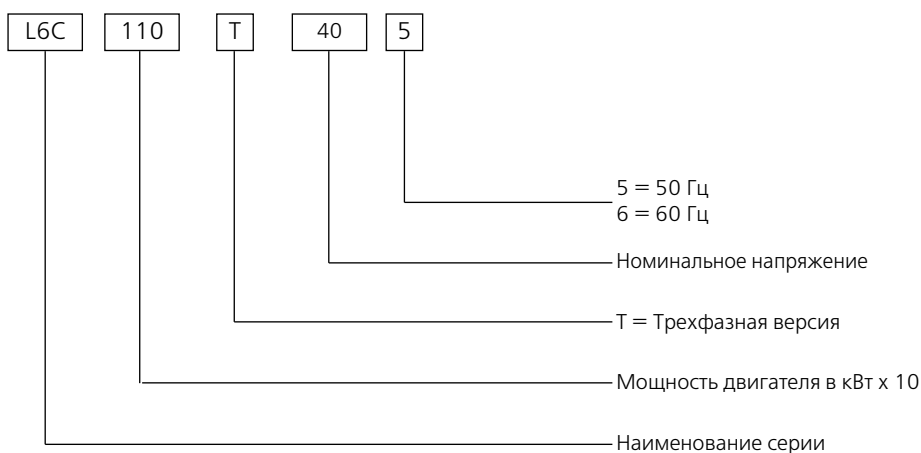 L6C 110 T 40 5
5 = 50 Гц
6 = 60 Гц
Номинальное напряжение
T = Трехфазная версия
Мощность двигателя в кВт x 10
Наименование серии